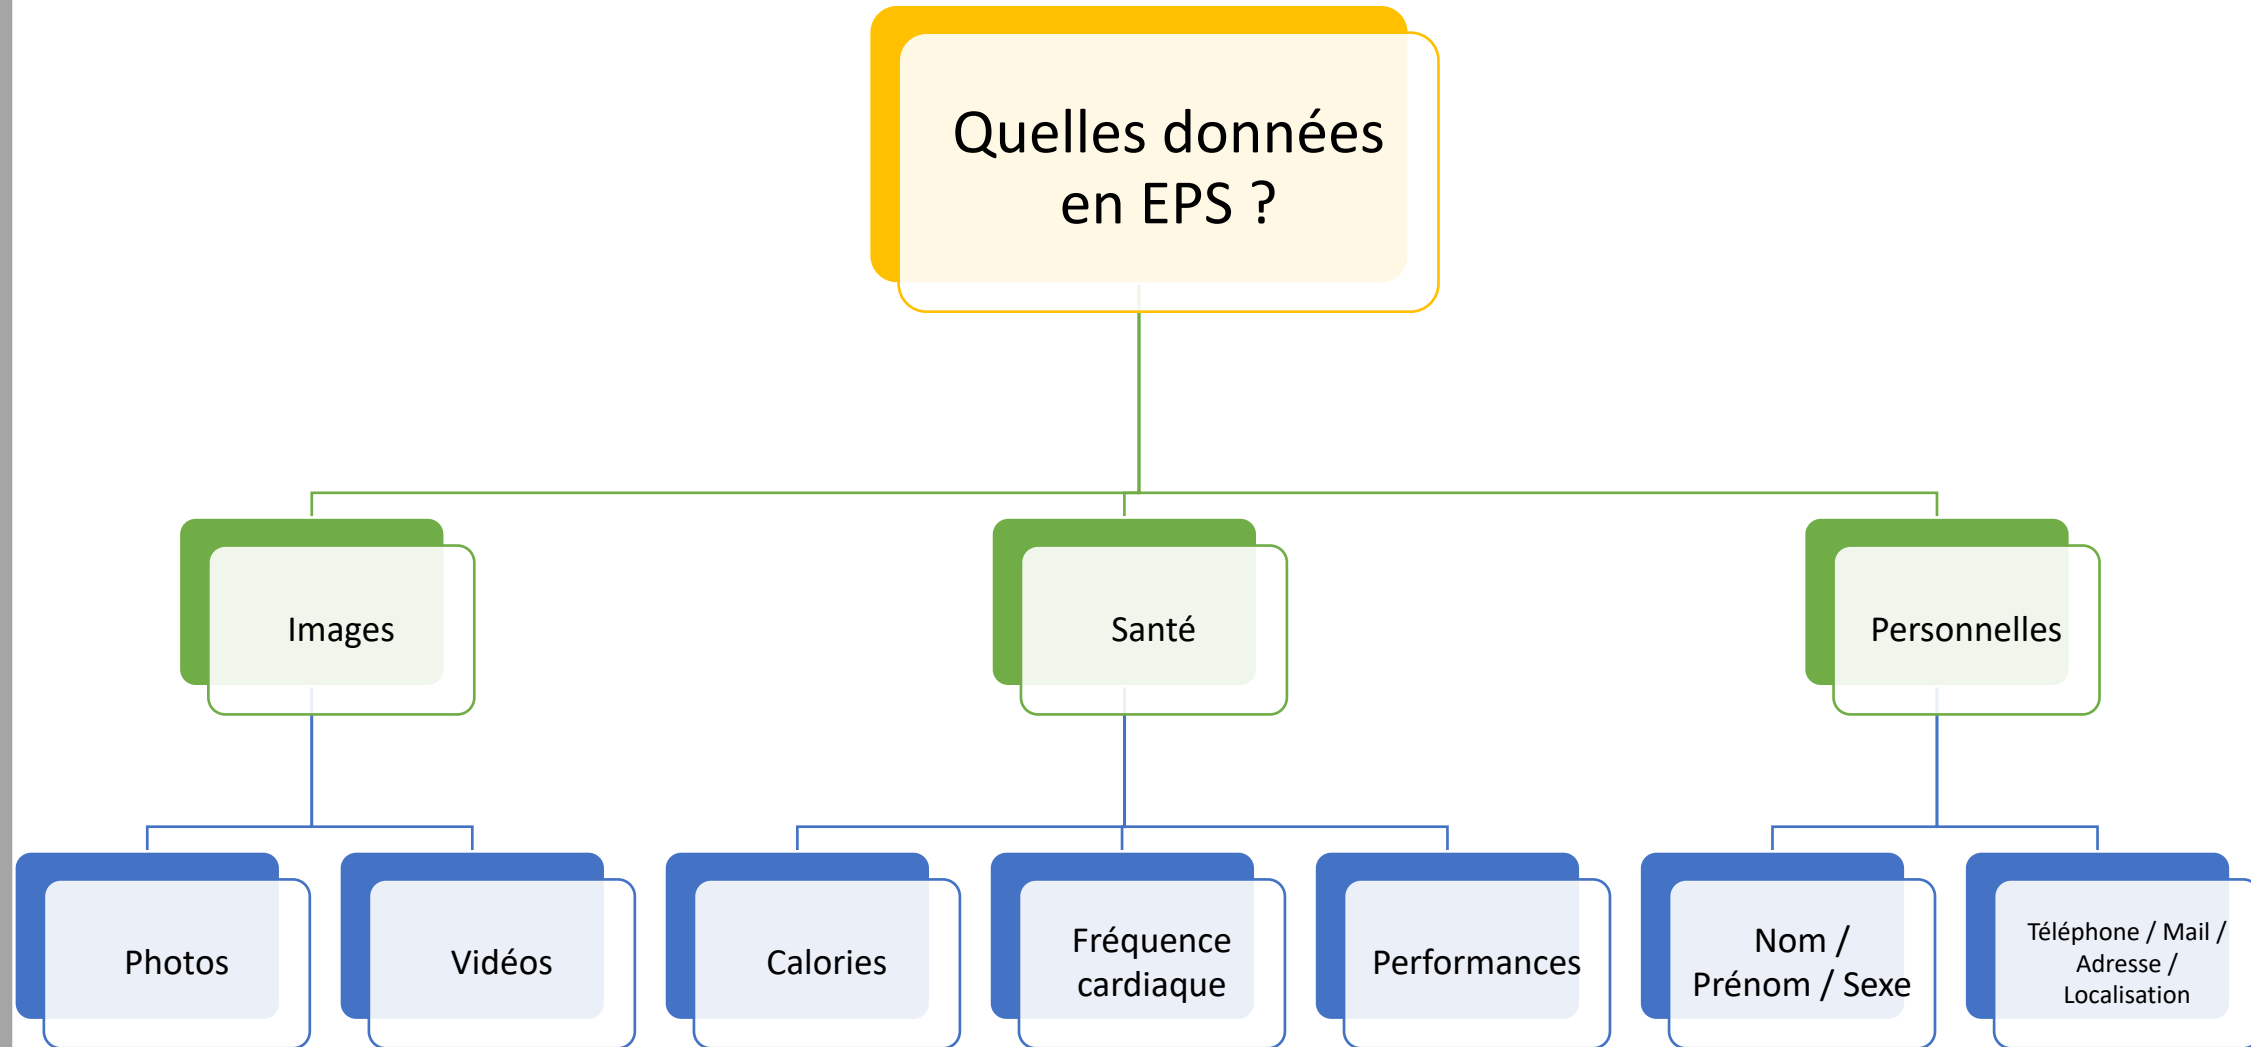 Quelles données
en EPS ?
Images
Santé
Personnelles
Photos
Vidéos
Calories
Fréquence
cardiaque
Performances
Nom /
Prénom / Sexe
Téléphone / Mail /
Adresse /
Localisation